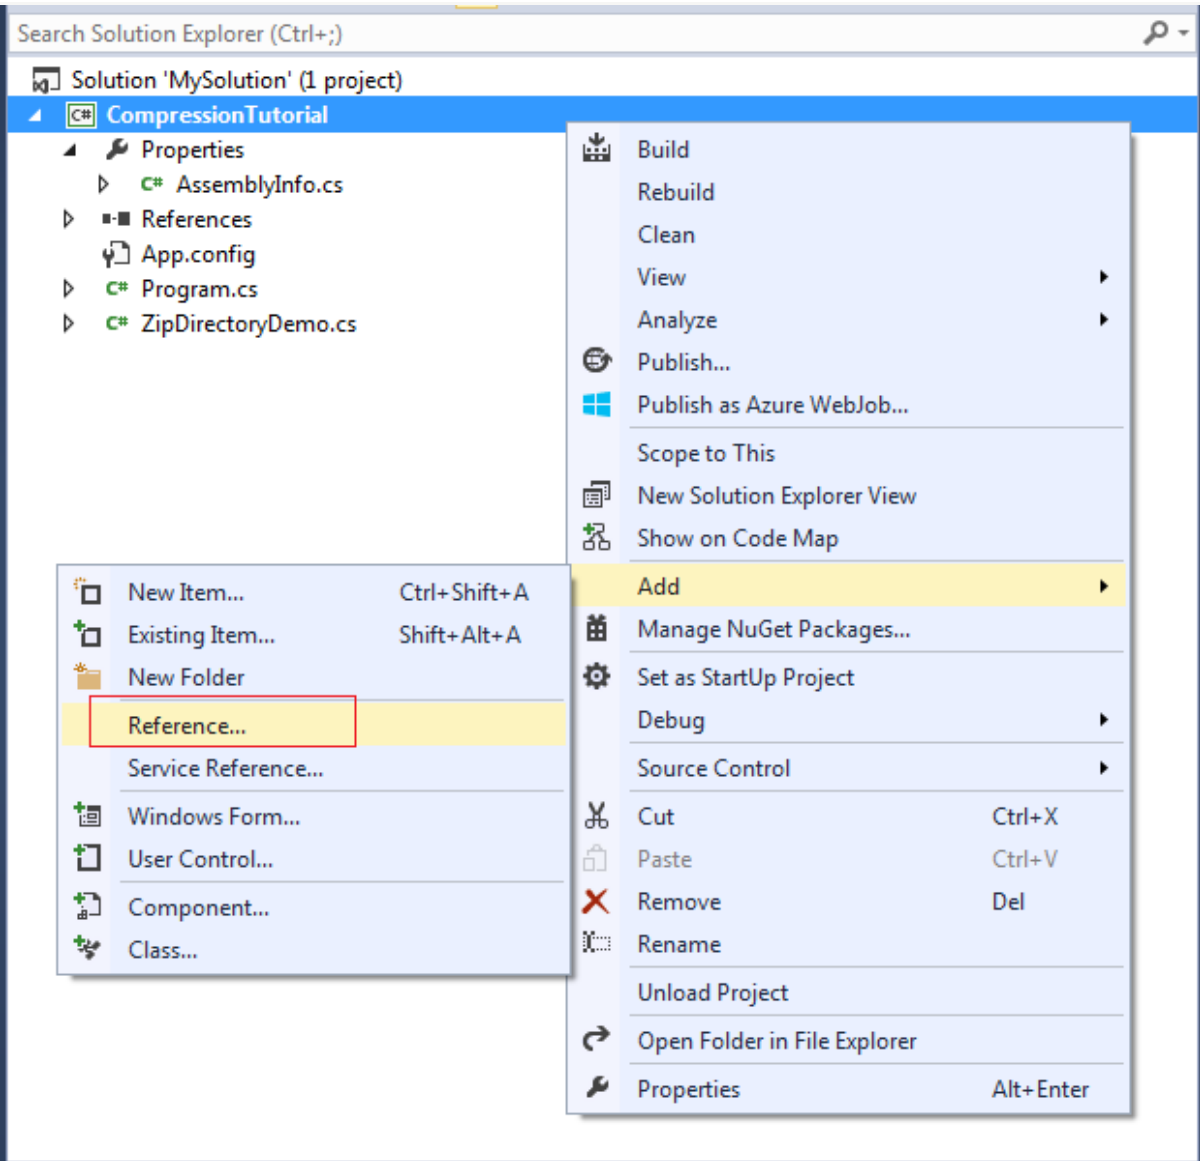 Search Solution Explorer (Ctrl+;)
Solution 'MySolution' (1 project)
C# CompressionTutorial
Properties
C# AssemblyInfo.cs
References
App.config
C# Program.cs
C# ZipDirectoryDemo.cs
Build
Rebuild
Clean
View
Analyze
Publish...
Publish as Azure WebJob...
Scope to This
New Solution Explorer View
Show on Code Map
Add
Manage NuGet Packages...
Set as StartUp Project
Debug
Source Control
Cut Ctrl+X
Paste Ctrl+V
Remove Del
Rename
Unload Project
Open Folder in File Explorer
Properties Alt+Enter
New Item... Ctrl+Shift+A
Existing Item... Shift+Alt+A
New Folder
Reference...
Service Reference...
Windows Form...
User Control...
Component...
Class...